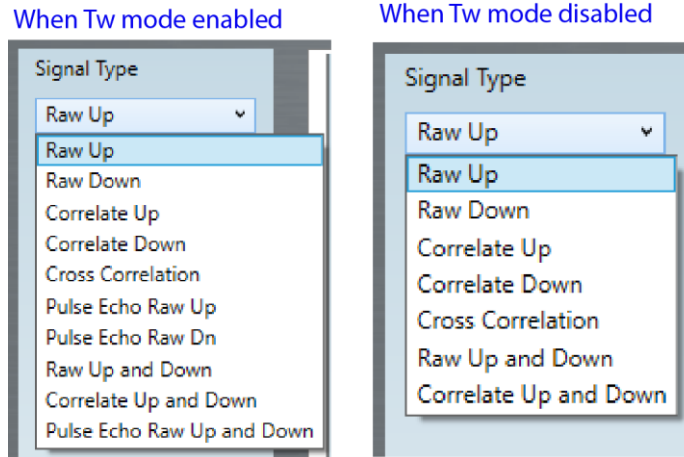 When Tw mode enabled
Signal Type
Raw Up
Raw Up
Raw Down
Correlate Up
Correlate Down
Cross Correlation
Pulse Echo Raw Up
Pulse Echo Raw Dn
Raw Up and Down
Correlate Up and Down
Pulse Echo Raw Up and Down
When Tw mode disabled
Signal Type
Raw Up
Raw Up
Raw Down
Correlate Up
Correlate Down
Cross Correlation
Raw Up and Down
Correlate Up and Down